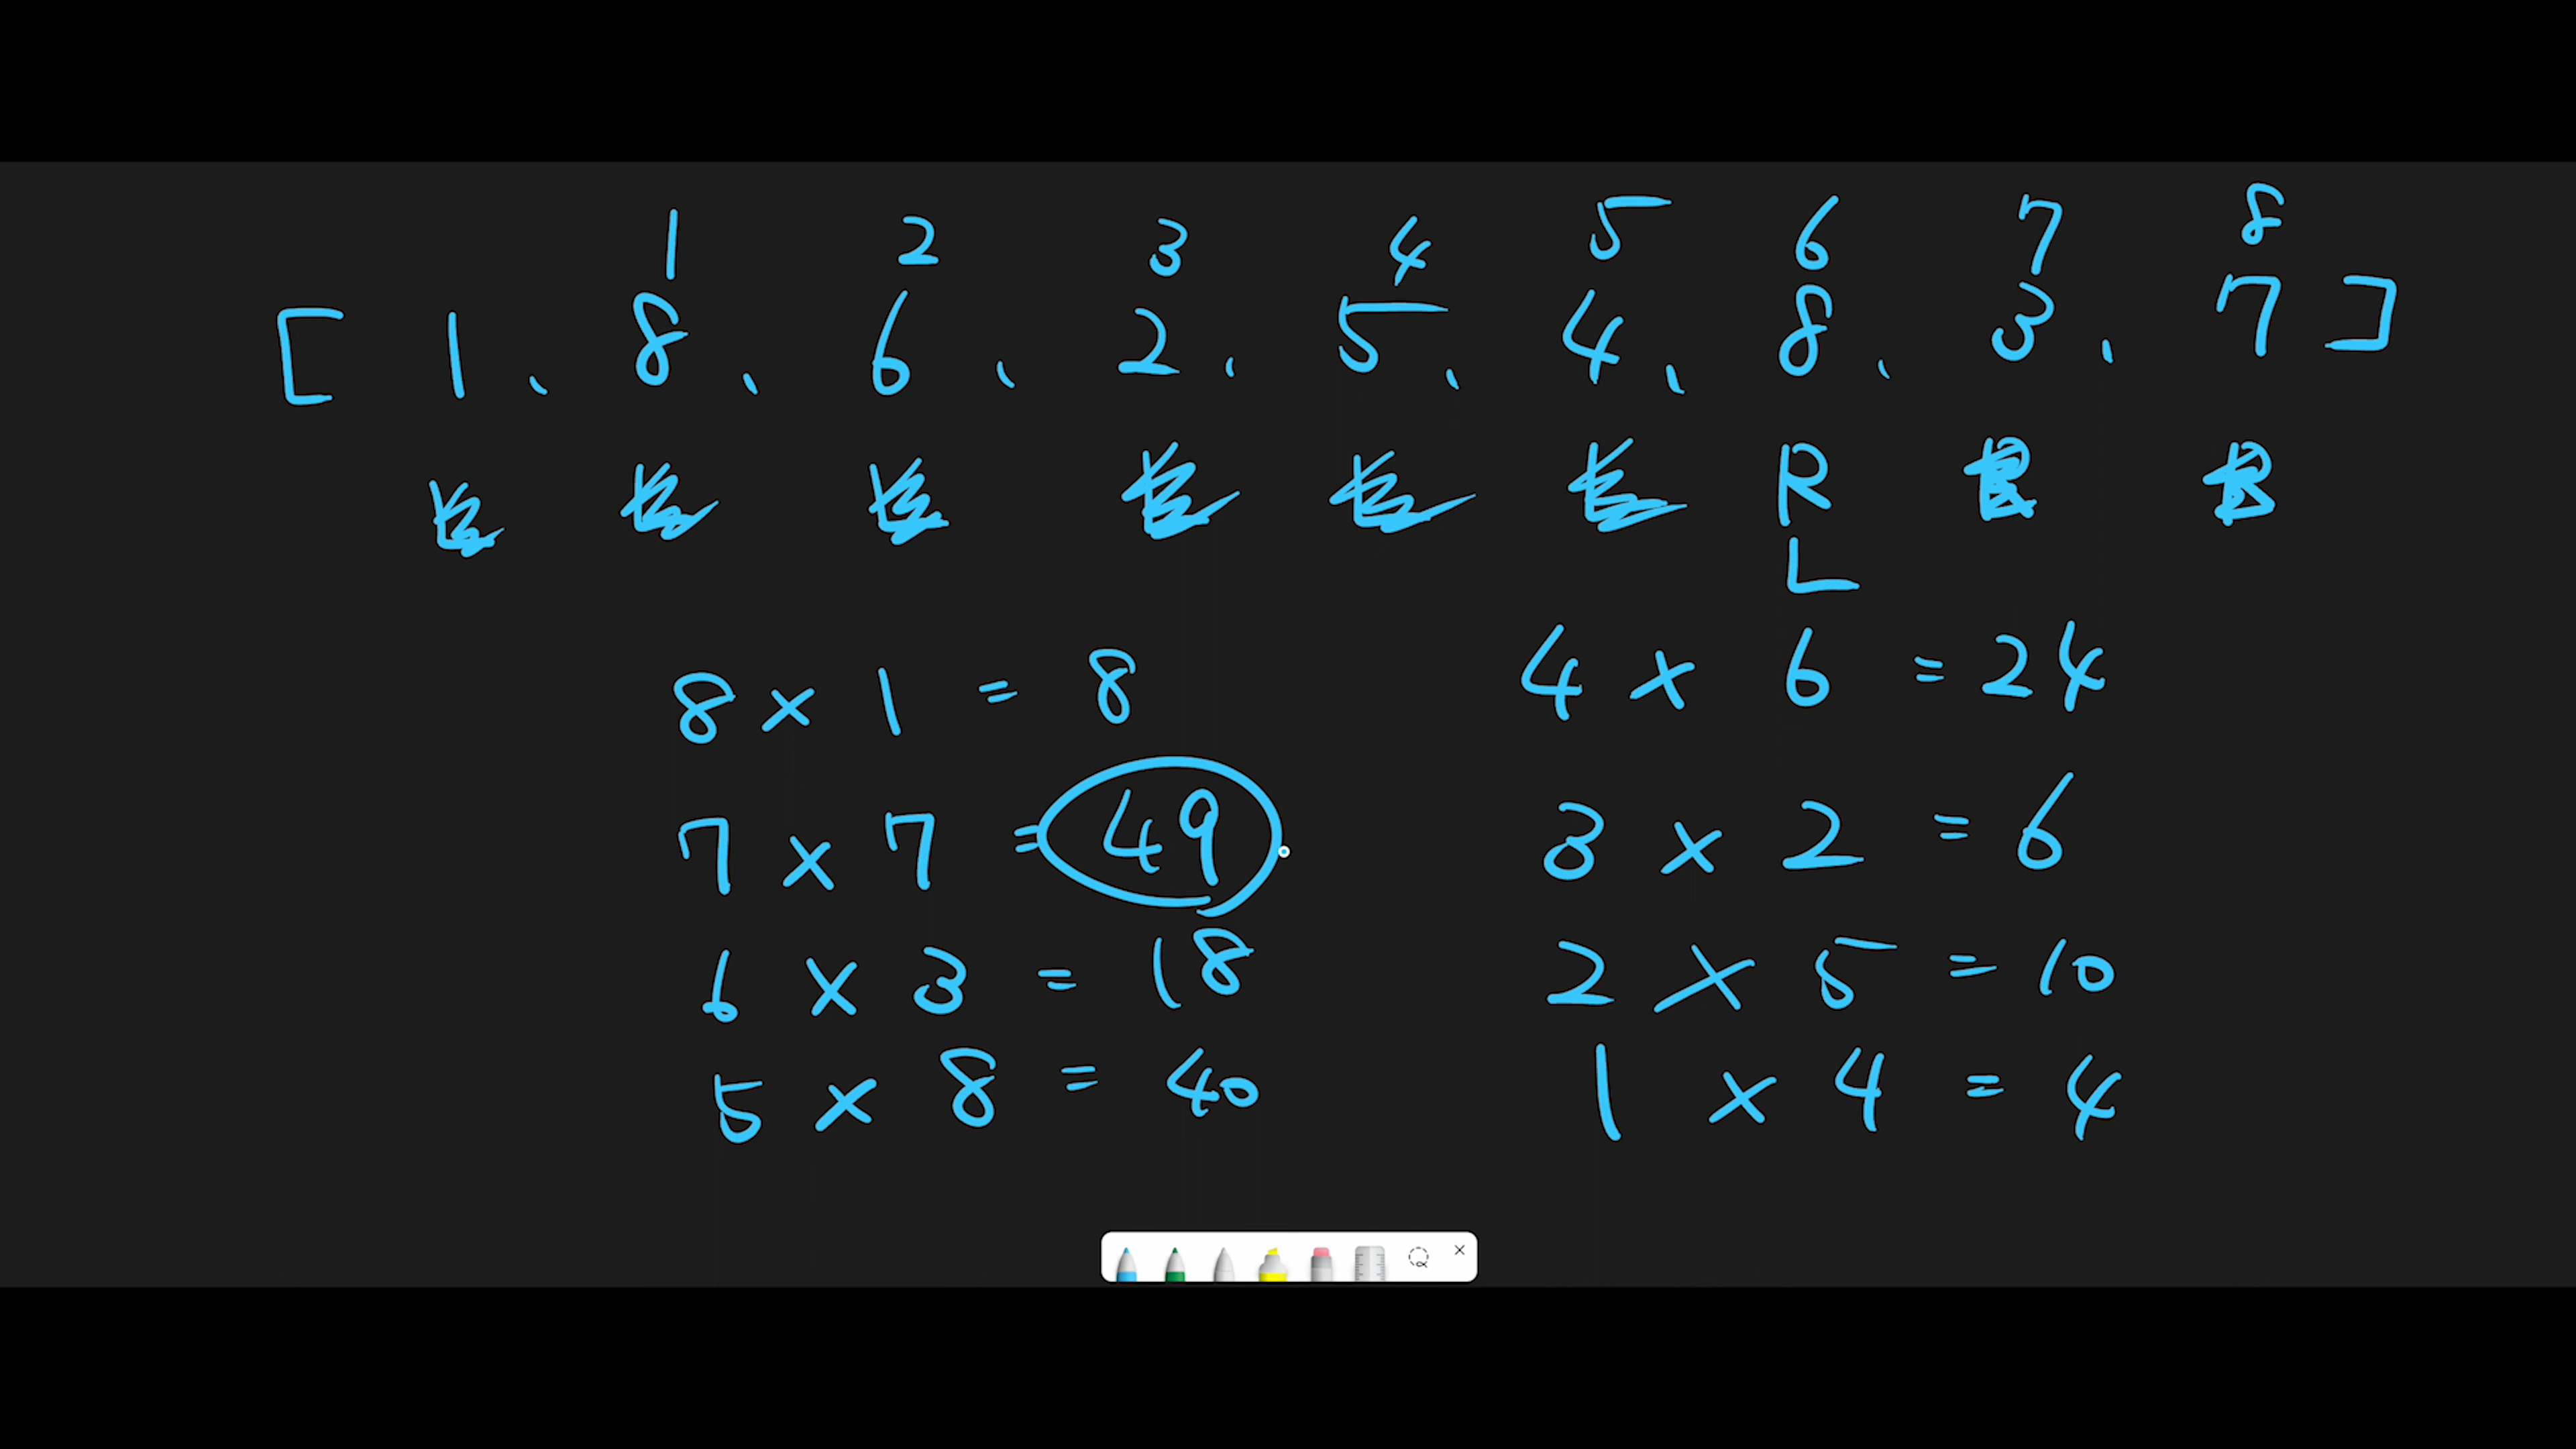 1 2 3 4 5 6 7 8
[ 1, 8, 6, 2, 5, 4, 8, 3, 7 ]
R
L
8 × 1 = 8
7 × 7 = 49
6 × 3 = 18
5 × 8 = 40
4 × 6 = 24
3 × 2 = 6
2 × 5 = 10
1 × 4 = 4